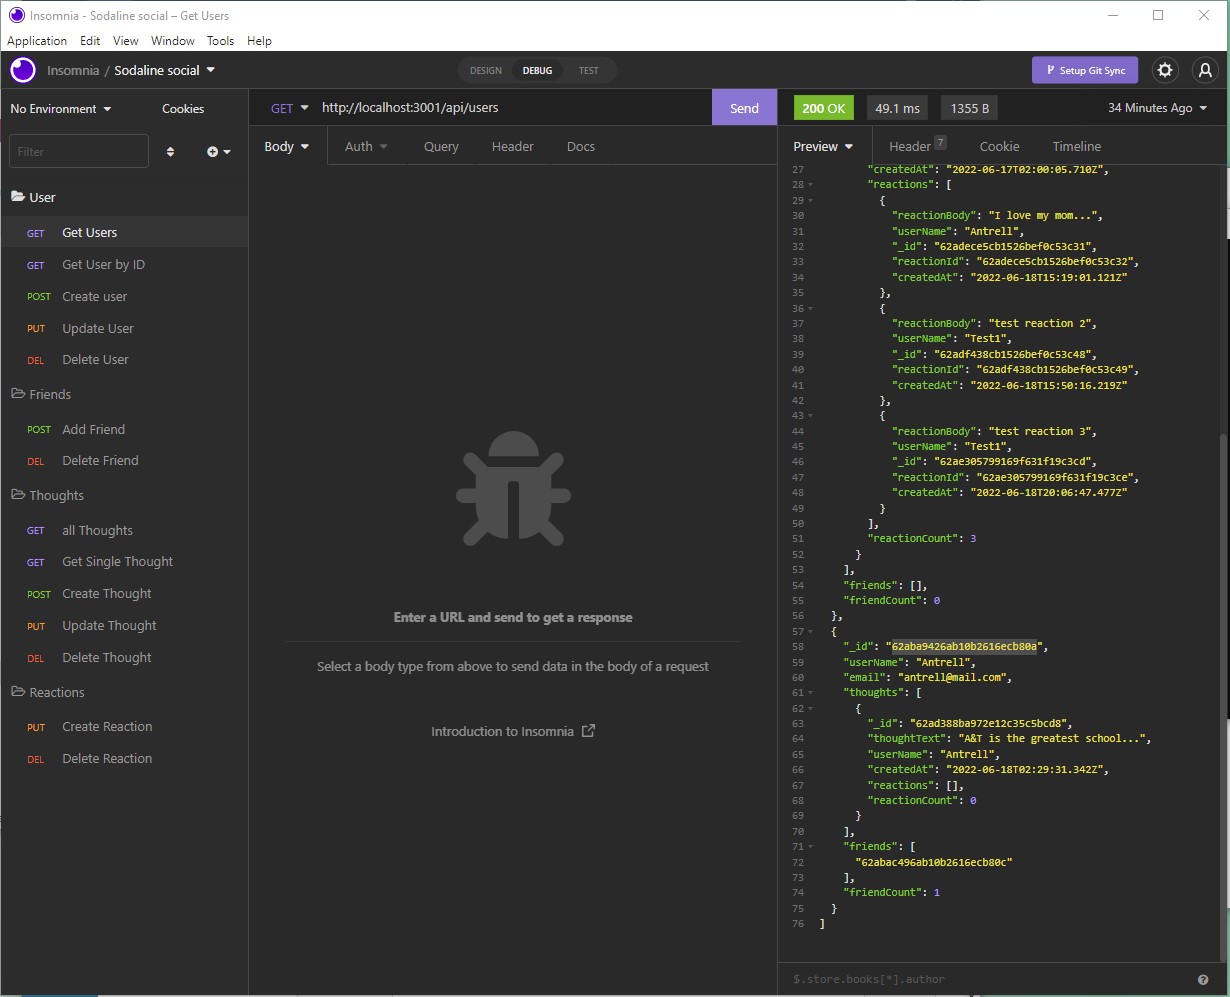 Insomnia - Sodaline social – Get Users
Application Edit View Window Tools Help
Insomnia / Sodaline social
DESIGN DEBUG TEST
Setup Git Sync
No Environment Cookies
Filter
User
GET Get Users
GET Get User by ID
POST Create user
PUT Update User
DEL Delete User
Friends
POST Add Friend
DEL Delete Friend
Thoughts
GET all Thoughts
GET Get Single Thought
POST Create Thought
PUT Update Thought
DEL Delete Thought
Reactions
PUT Create Reaction
DEL Delete Reaction
GET http://localhost:3001/api/users Send
Body Auth Query Header Docs
Enter a URL and send to get a response
Select a body type from above to send data in the body of a request
Introduction to Insomnia
200 OK 49.1 ms 1355 B 34 Minutes Ago
Preview Header 7 Cookie Timeline
27 "createdAt": "2022-06-17T02:00:05.710Z",
28 "reactions": [
29 {
30 "reactionBody": "I love my mom...",
31 "userName": "Antrell",
32 "_id": "62adece5cb1526bef0c53c31",
33 "reactionId": "62adece5cb1526bef0c53c32",
34 "createdAt": "2022-06-18T15:19:01.121Z"
35 },
36 {
37 "reactionBody": "test reaction 2",
38 "userName": "Test1",
39 "_id": "62adf438cb1526bef0c53c48",
40 "reactionId": "62adf438cb1526bef0c53c49",
41 "createdAt": "2022-06-18T15:50:16.219Z"
42 },
43 {
44 "reactionBody": "test reaction 3",
45 "userName": "Test1",
46 "_id": "62ae305799169f631f19c3cd",
47 "reactionId": "62ae305799169f631f19c3ce",
48 "createdAt": "2022-06-18T20:06:47.477Z"
49 }
50 ],
51 "reactionCount": 3
52 }
53 ],
54 "friends": [],
55 "friendCount": 0
56 },
57 {
58 "_id": "62aba9426ab10b2616ecb80a",
59 "userName": "Antrell",
60 "email": "antrell@mail.com",
61 "thoughts": [
62 {
63 "_id": "62ad388ba972e12c35c5bcd8",
64 "thoughtText": "A&T is the greatest school...",
65 "userName": "Antrell",
66 "createdAt": "2022-06-18T02:29:31.342Z",
67 "reactions": [],
68 "reactionCount": 0
69 }
70 ],
71 "friends": [
72 "62abac496ab10b2616ecb80c"
73 ],
74 "friendCount": 1
75 }
76 ]
$.store.books[*].author